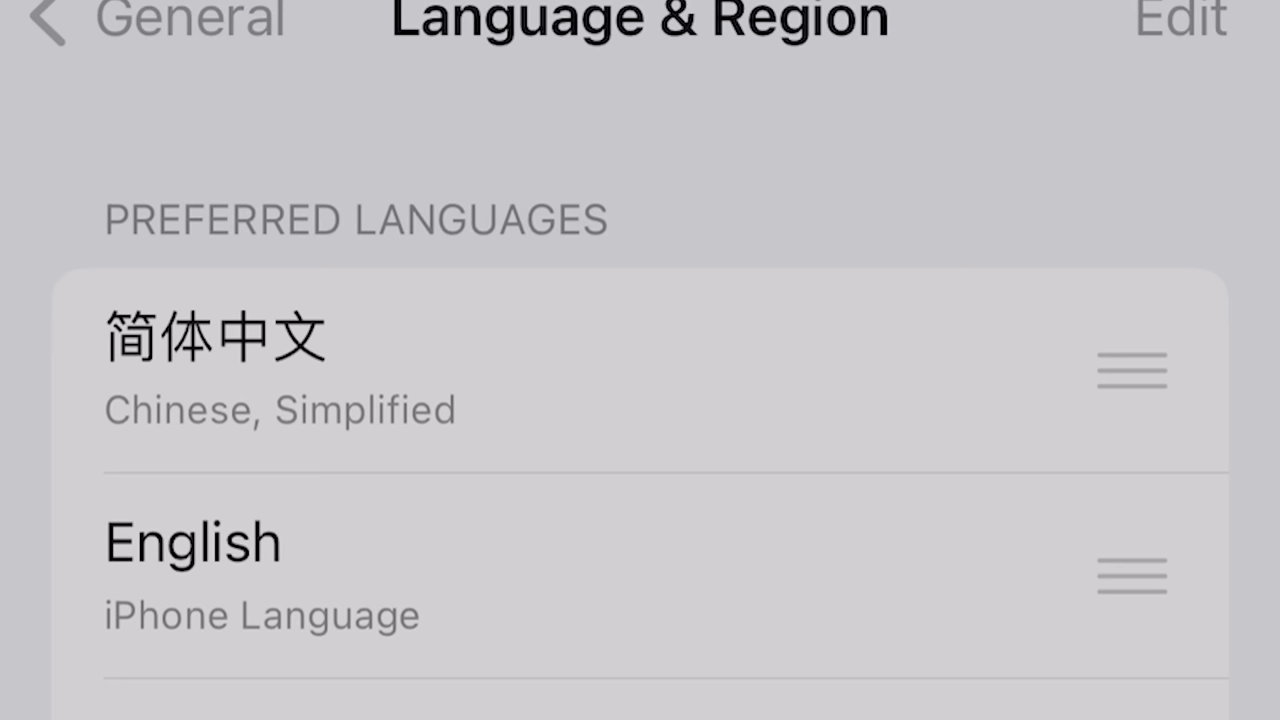 General
Language & Region
Edit
PREFERRED LANGUAGES
简体中文
Chinese, Simplified
English
iPhone Language